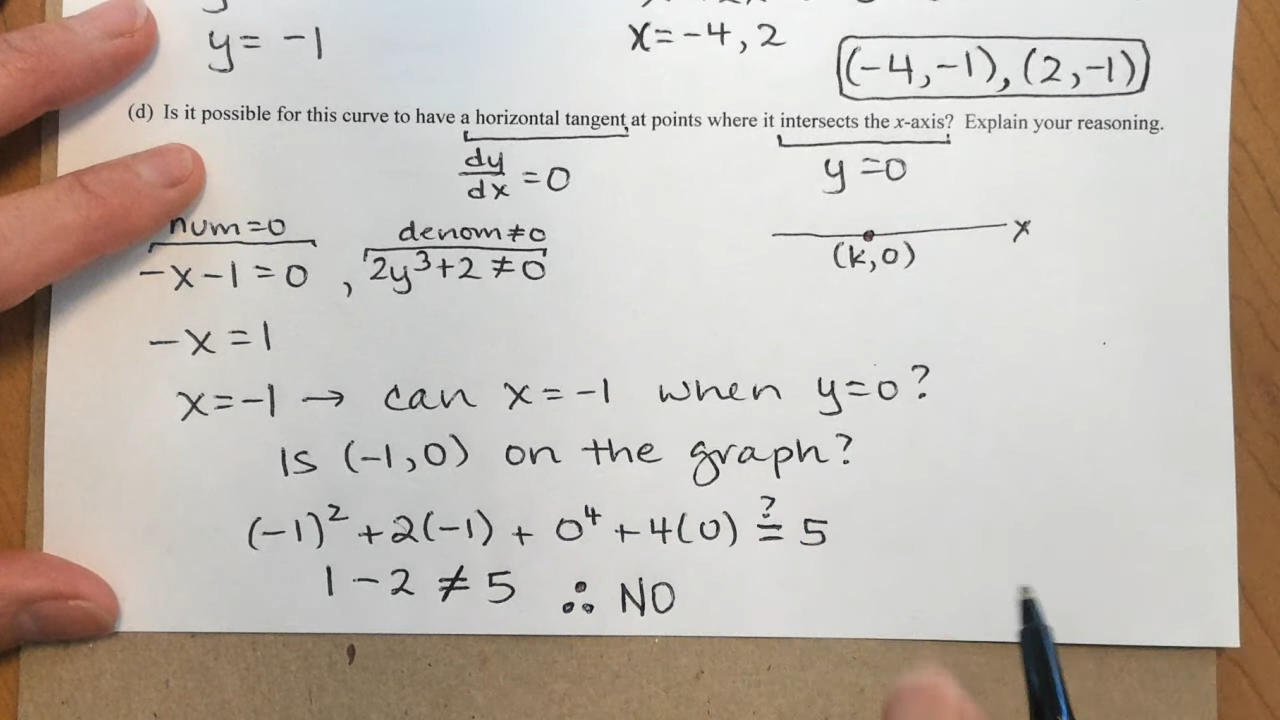 y = -1
x = -4, 2
(-4, -1), (2, -1)
(d) Is it possible for this curve to have a horizontal tangent at points where it intersects the x-axis? Explain your reasoning.
dy/dx = 0
y = 0
num = 0
denom ≠ 0
x
-x - 1 = 0 , 2y³ + 2 ≠ 0
(k, 0)
-x = 1
x = -1 → can x = -1 when y = 0?
Is (-1, 0) on the graph?
(-1)² + 2(-1) + 0⁴ + 4(0) ≟ 5
1 - 2 ≠ 5 ∴ NO